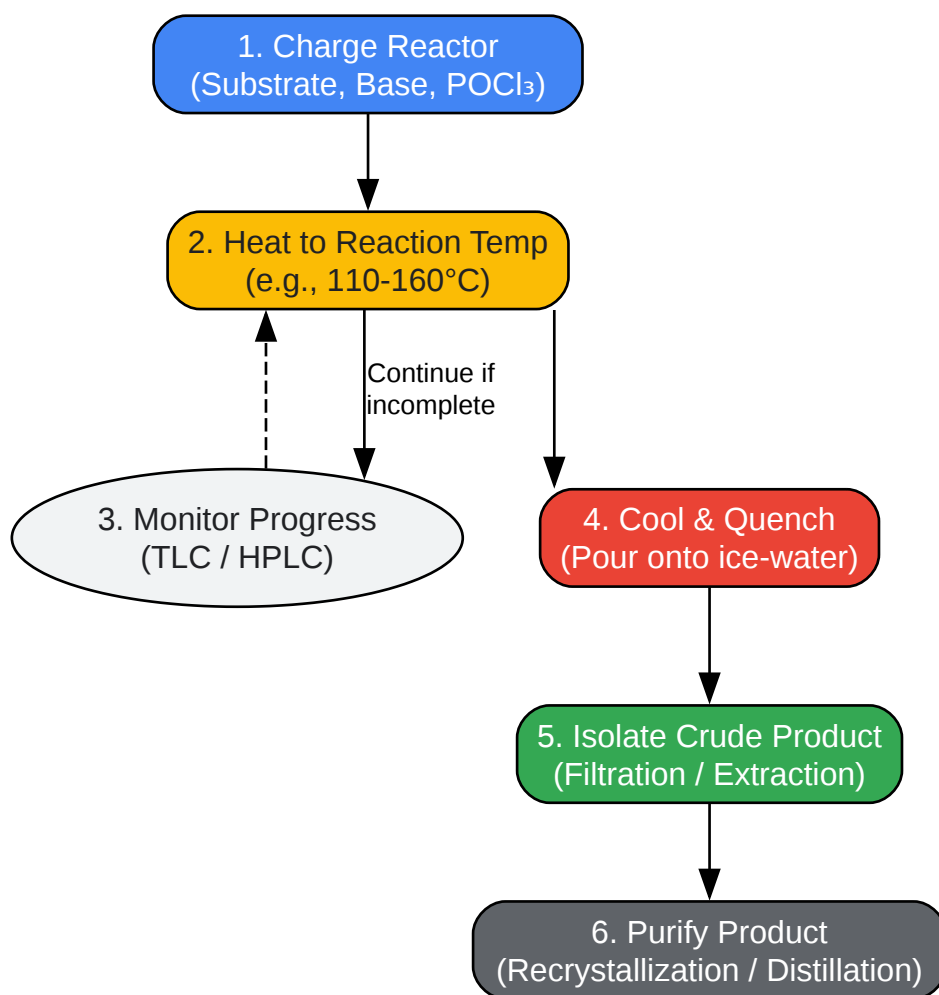 1. Charge Reactor
(Substrate, Base, POCl₃)
2. Heat to Reaction Temp
(e.g., 110-160°C)
Continue if
incomplete
3. Monitor Progress
(TLC / HPLC)
4. Cool & Quench
(Pour onto ice-water)
5. Isolate Crude Product
(Filtration / Extraction)
6. Purify Product
(Recrystallization / Distillation)